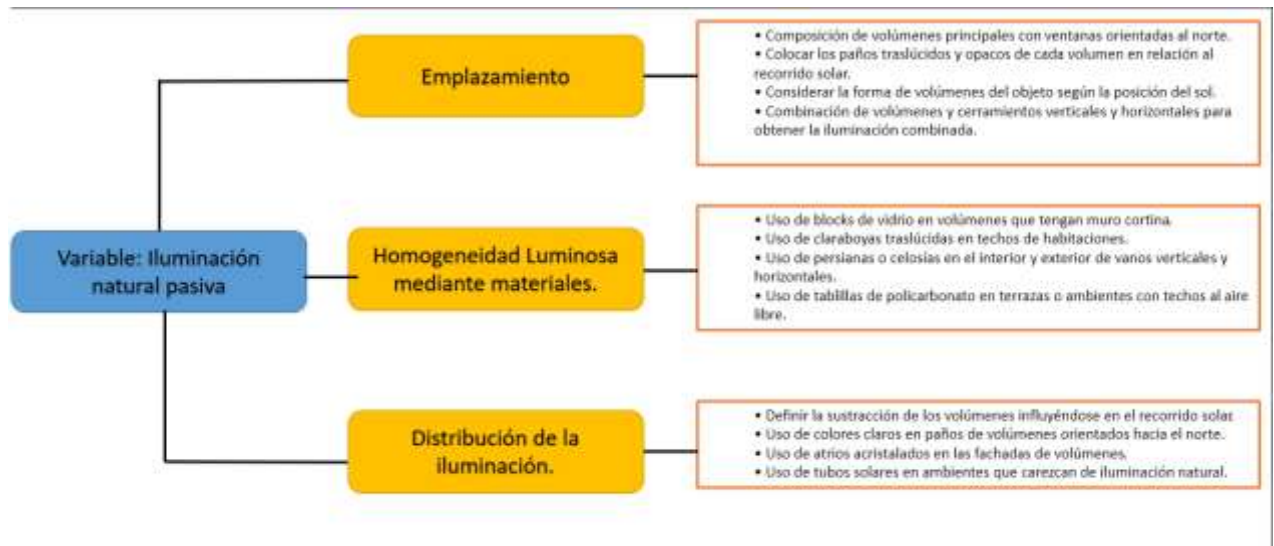 Variable: Iluminación
natural pasiva
Emplazamiento
• Composición de volúmenes principales con ventanas orientadas al norte.
• Colocar los paños traslúcidos y opacos de cada volumen en relación al
recorrido solar.
• Considerar la forma de volúmenes del objeto según la posición del sol.
• Combinación de volúmenes y cerramientos verticales y horizontales para
obtener la iluminación combinada.
Homogeneidad Luminosa
mediante materiales.
• Uso de blocks de vidrio en volúmenes que tengan muro cortina.
• Uso de claraboyas traslúcidas en techos de habitaciones.
• Uso de persianas o celosías en el interior y exterior de vanos verticales y
horizontales.
• Uso de tablillas de policarbonato en terrazas o ambientes con techos al aire
libre.
Distribución de la
iluminación.
• Definir la sustracción de los volúmenes influyéndose en el recorrido solar.
• Uso de colores claros en paños de volúmenes orientados hacia el norte.
• Uso de atrios acristalados en las fachadas de volúmenes.
• Uso de tubos solares en ambientes que carezcan de iluminación natural.